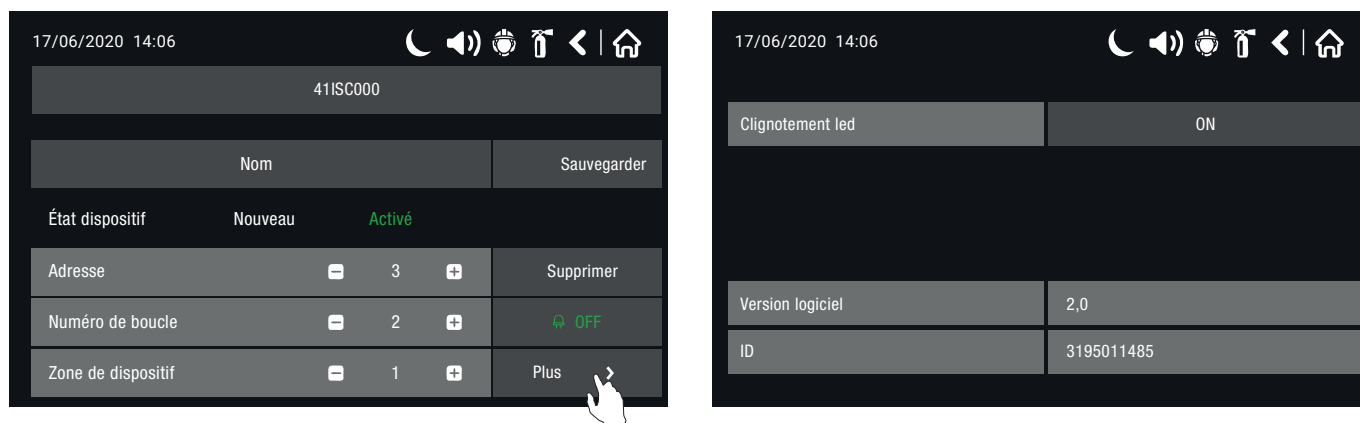 17/06/2020 14:06
41ISC000
Nom Sauvegarder
État dispositif Nouveau Activé
Adresse 3 Supprimer
Numéro de boucle 2 OFF
Zone de dispositif 1 Plus
17/06/2020 14:06
Clignotement led ON
Version logiciel 2,0
ID 3195011485